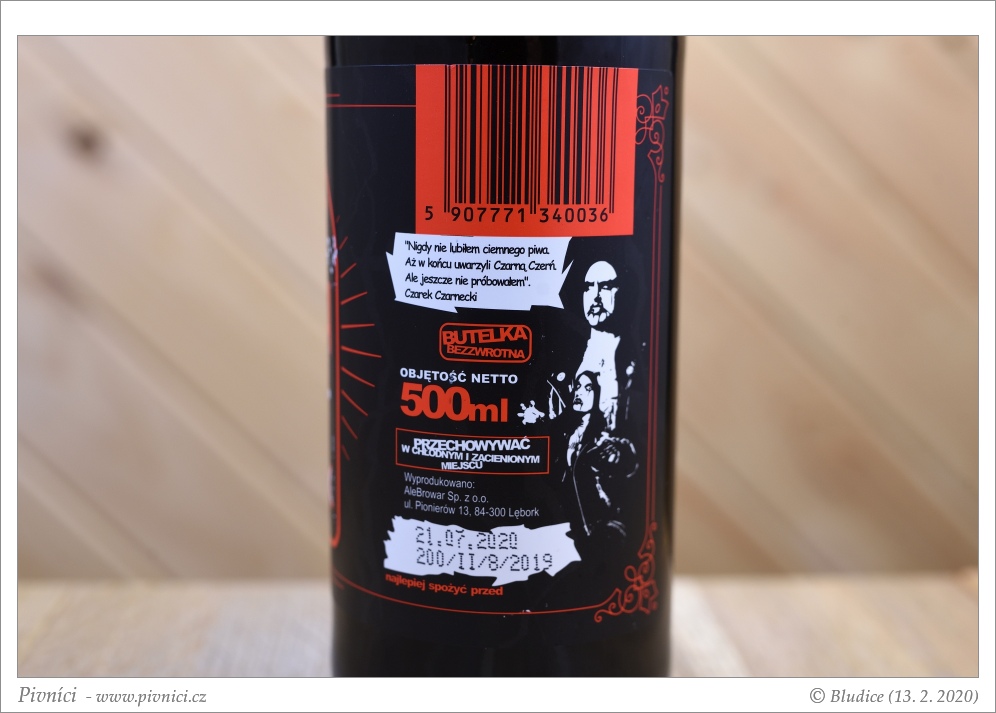 5 907771 340036
"Nigdy nie lubiłem ciemnego piwa.
Aż w końcu uwarzyli Czarną Czerń.
Ale jeszcze nie próbowałem".
Czarek Czarnecki
BUTELKA
BEZZWROTNA
OBJĘTOŚĆ NETTO
500ml
PRZECHOWYWAĆ
W CHŁODNYM I ZACIENIONYM
MIEJSCU
Wyprodukowano:
AleBrowar Sp. z o.o.
ul. Pionierów 13, 84-300 Lębork
21.07.2020
200/II/8/2019
najlepiej spożyć przed
Pivníci - www.pivnici.cz
© Bludice (13. 2. 2020)